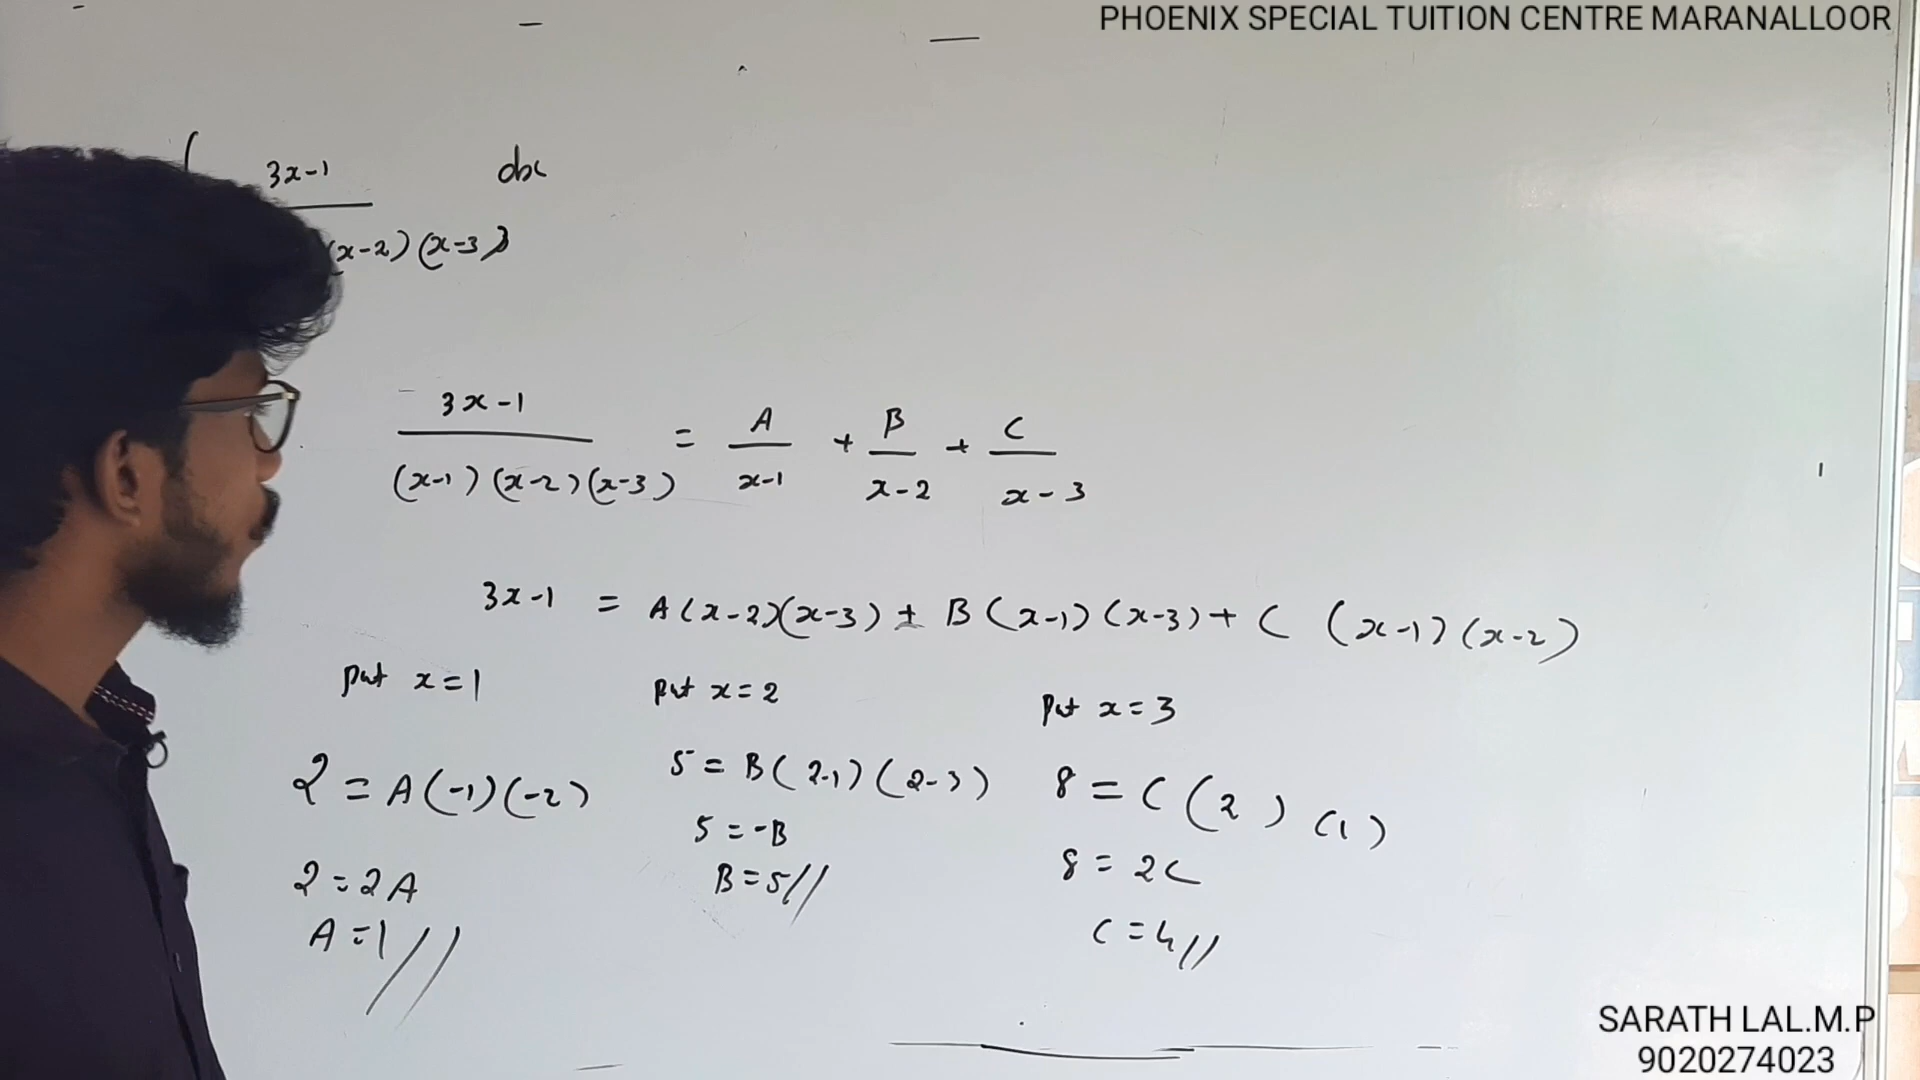 PHOENIX SPECIAL TUITION CENTRE MARANALLOOR
∫ 3x-1 dx
(x-2) (x-3)
3x-1 / (x-1) (x-2) (x-3) = A / x-1 + B / x-2 + C / x-3
3x-1 = A (x-2)(x-3) + B (x-1) (x-3) + C (x-1) (x-2)
put x=1 put x=2 put x=3
2 = A(-1)(-2) 5 = B(2-1)(2-3) 8 = C(2)(1)
5 = -B
2 = 2A B = 5// 8 = 2C
A = 1// C = 4//
SARATH LAL.M.P
9020274023